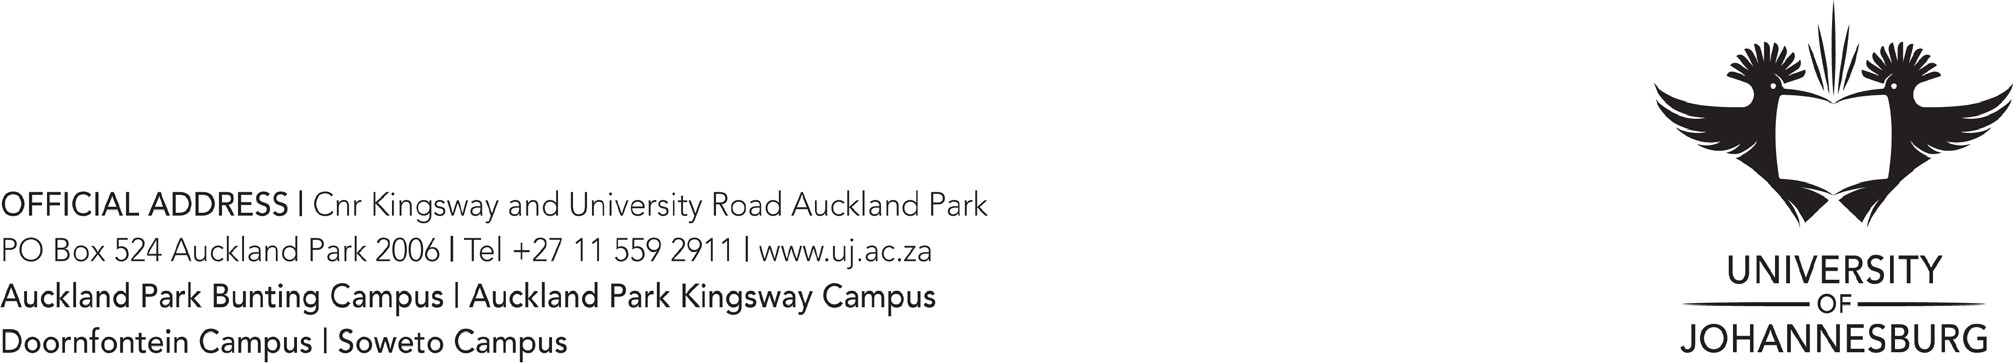 OFFICIAL ADDRESS | Cnr Kingsway and University Road Auckland Park
PO Box 524 Auckland Park 2006 | Tel +27 11 559 2911 | www.uj.ac.za
Auckland Park Bunting Campus | Auckland Park Kingsway Campus
Doornfontein Campus | Soweto Campus
UNIVERSITY
OF
JOHANNESBURG